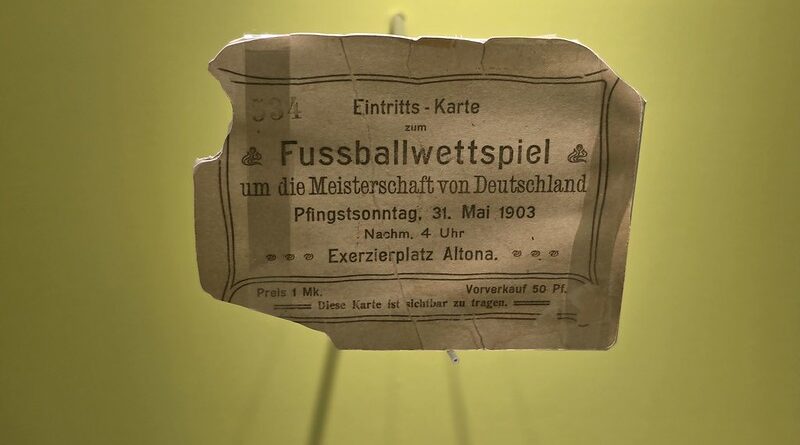 534
Eintritts-Karte
zum
Fussballwettspiel
um die Meisterschaft von Deutschland
Pfingstsonntag, 31. Mai 1903
Nachm. 4 Uhr
Exerzierplatz Altona.
Preis 1 Mk. Vorverkauf 50 Pf.
Diese Karte ist sichtbar zu tragen.